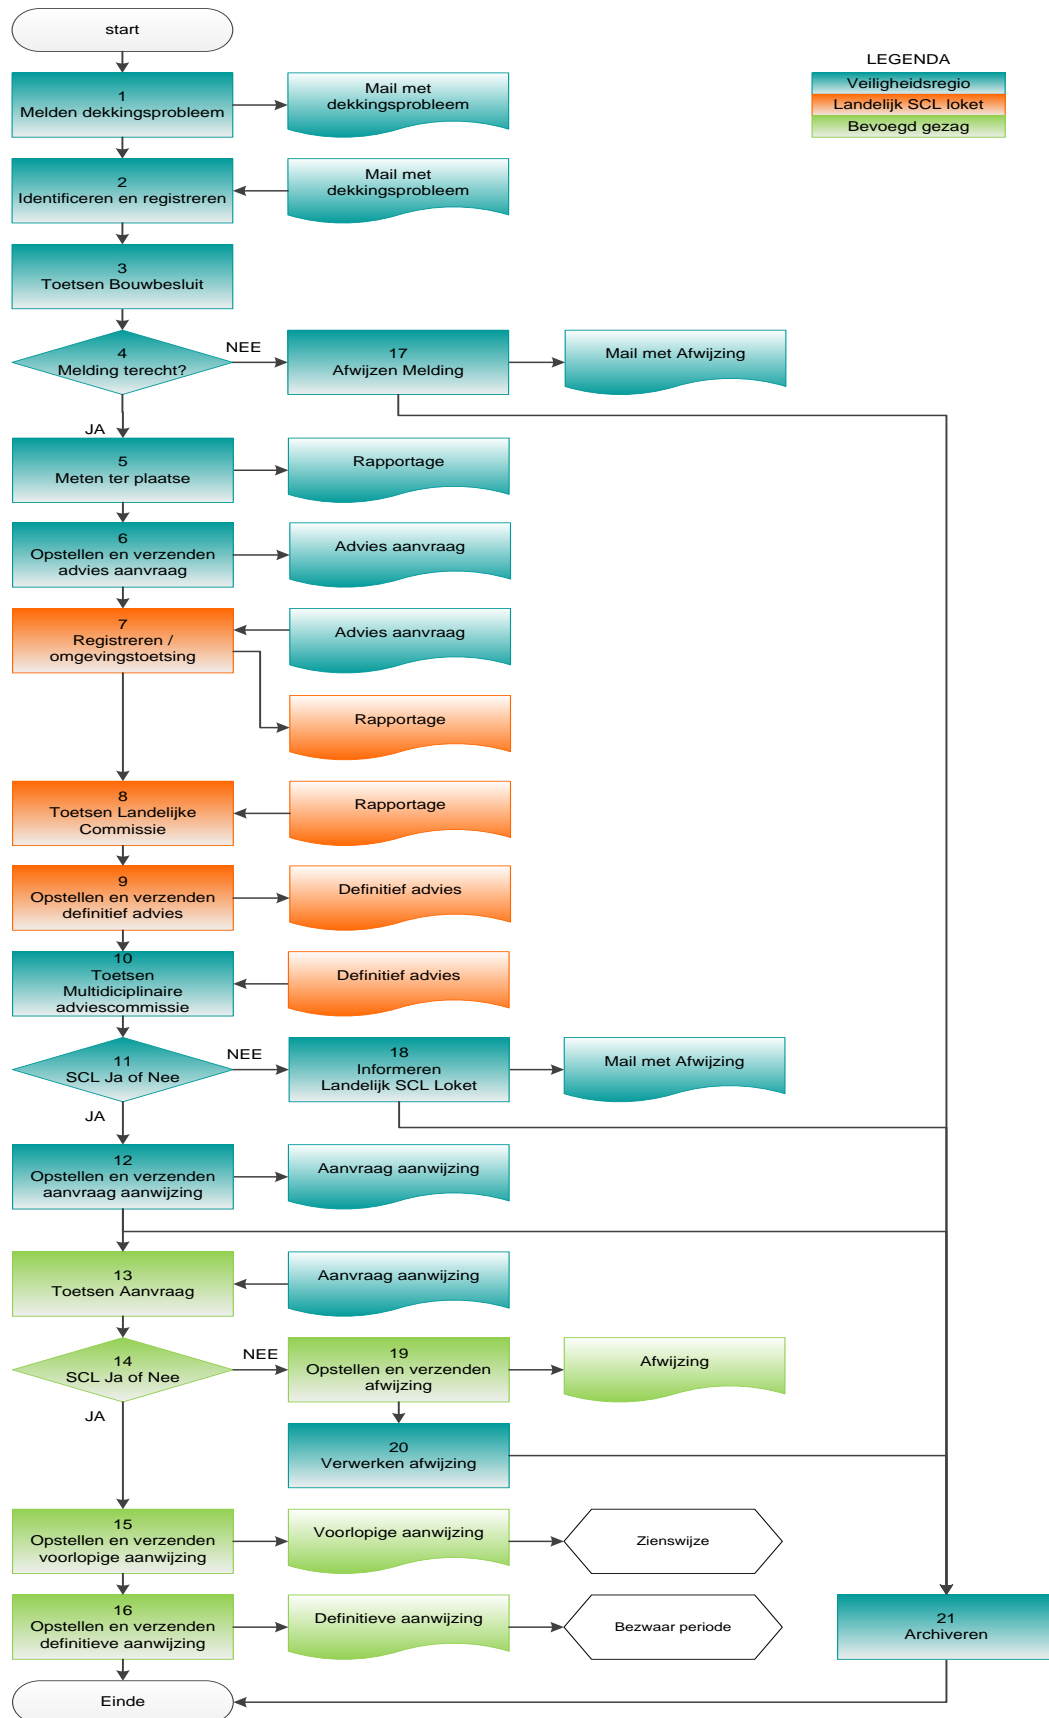 start
LEGENDA
Veiligheidsregio
Landelijk SCL loket
Bevoegd gezag
1
Melden dekkingsprobleem
Mail met
dekkingsprobleem
2
Identificeren en registreren
Mail met
dekkingsprobleem
3
Toetsen Bouwbesluit
4
Melding terecht?
NEE
17
Afwijzen Melding
Mail met Afwijzing
JA
5
Meten ter plaatse
Rapportage
6
Opstellen en verzenden
advies aanvraag
Advies aanvraag
7
Registreren /
omgevingstoetsing
Advies aanvraag
Rapportage
8
Toetsen Landelijke
Commissie
Rapportage
9
Opstellen en verzenden
definitief advies
Definitief advies
10
Toetsen
Multidiciplinaire
adviescommissie
Definitief advies
11
SCL Ja of Nee
NEE
18
Informeren
Landelijk SCL Loket
Mail met Afwijzing
JA
12
Opstellen en verzenden
aanvraag aanwijzing
Aanvraag aanwijzing
13
Toetsen Aanvraag
Aanvraag aanwijzing
14
SCL Ja of Nee
NEE
19
Opstellen en verzenden
afwijzing
Afwijzing
JA
20
Verwerken afwijzing
15
Opstellen en verzenden
voorlopige aanwijzing
Voorlopige aanwijzing
Zienswijze
16
Opstellen en verzenden
definitieve aanwijzing
Definitieve aanwijzing
Bezwaar periode
21
Archiveren
Einde